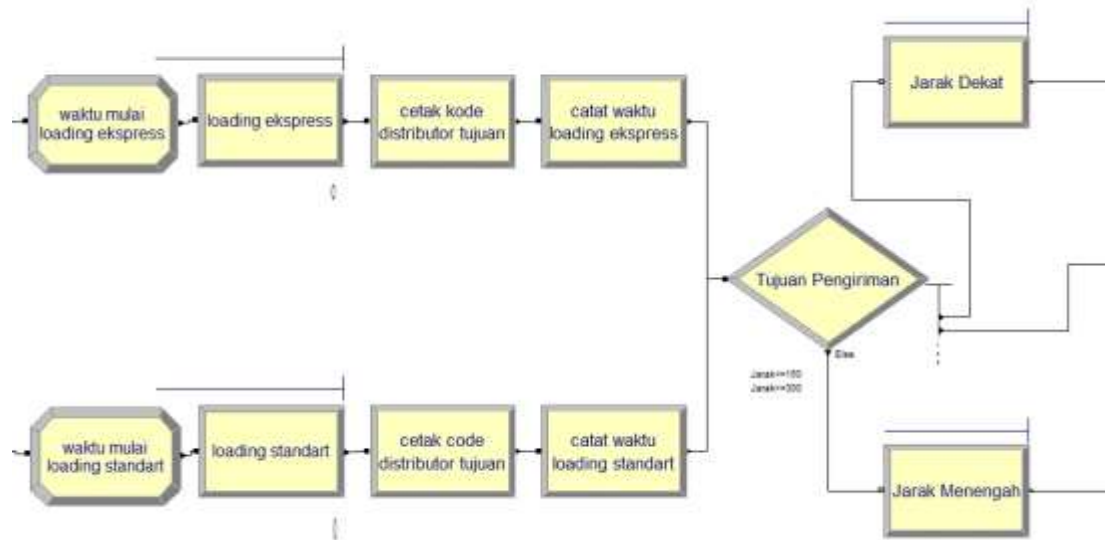 waktu mulai
loading ekspress
loading ekspress
cetak kode
distributor tujuan
catat waktu
loading ekspress
Jarak Dekat
Tujuan Pengiriman
Else
waktu mulai
loading standart
loading standart
cetak code
distributor tujuan
catat waktu
loading standart
Jarak Menengah